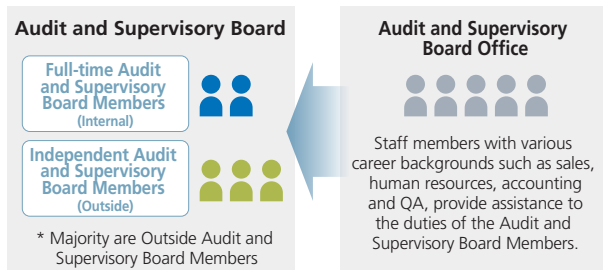 Audit and Supervisory Board
Full-time Audit
and Supervisory
Board Members
(Internal)
Independent Audit
and Supervisory
Board Members
(Outside)
* Majority are Outside Audit and
Supervisory Board Members
Audit and Supervisory
Board Office
Staff members with various
career backgrounds such as sales,
human resources, accounting
and QA, provide assistance to
the duties of the Audit and
Supervisory Board Members.